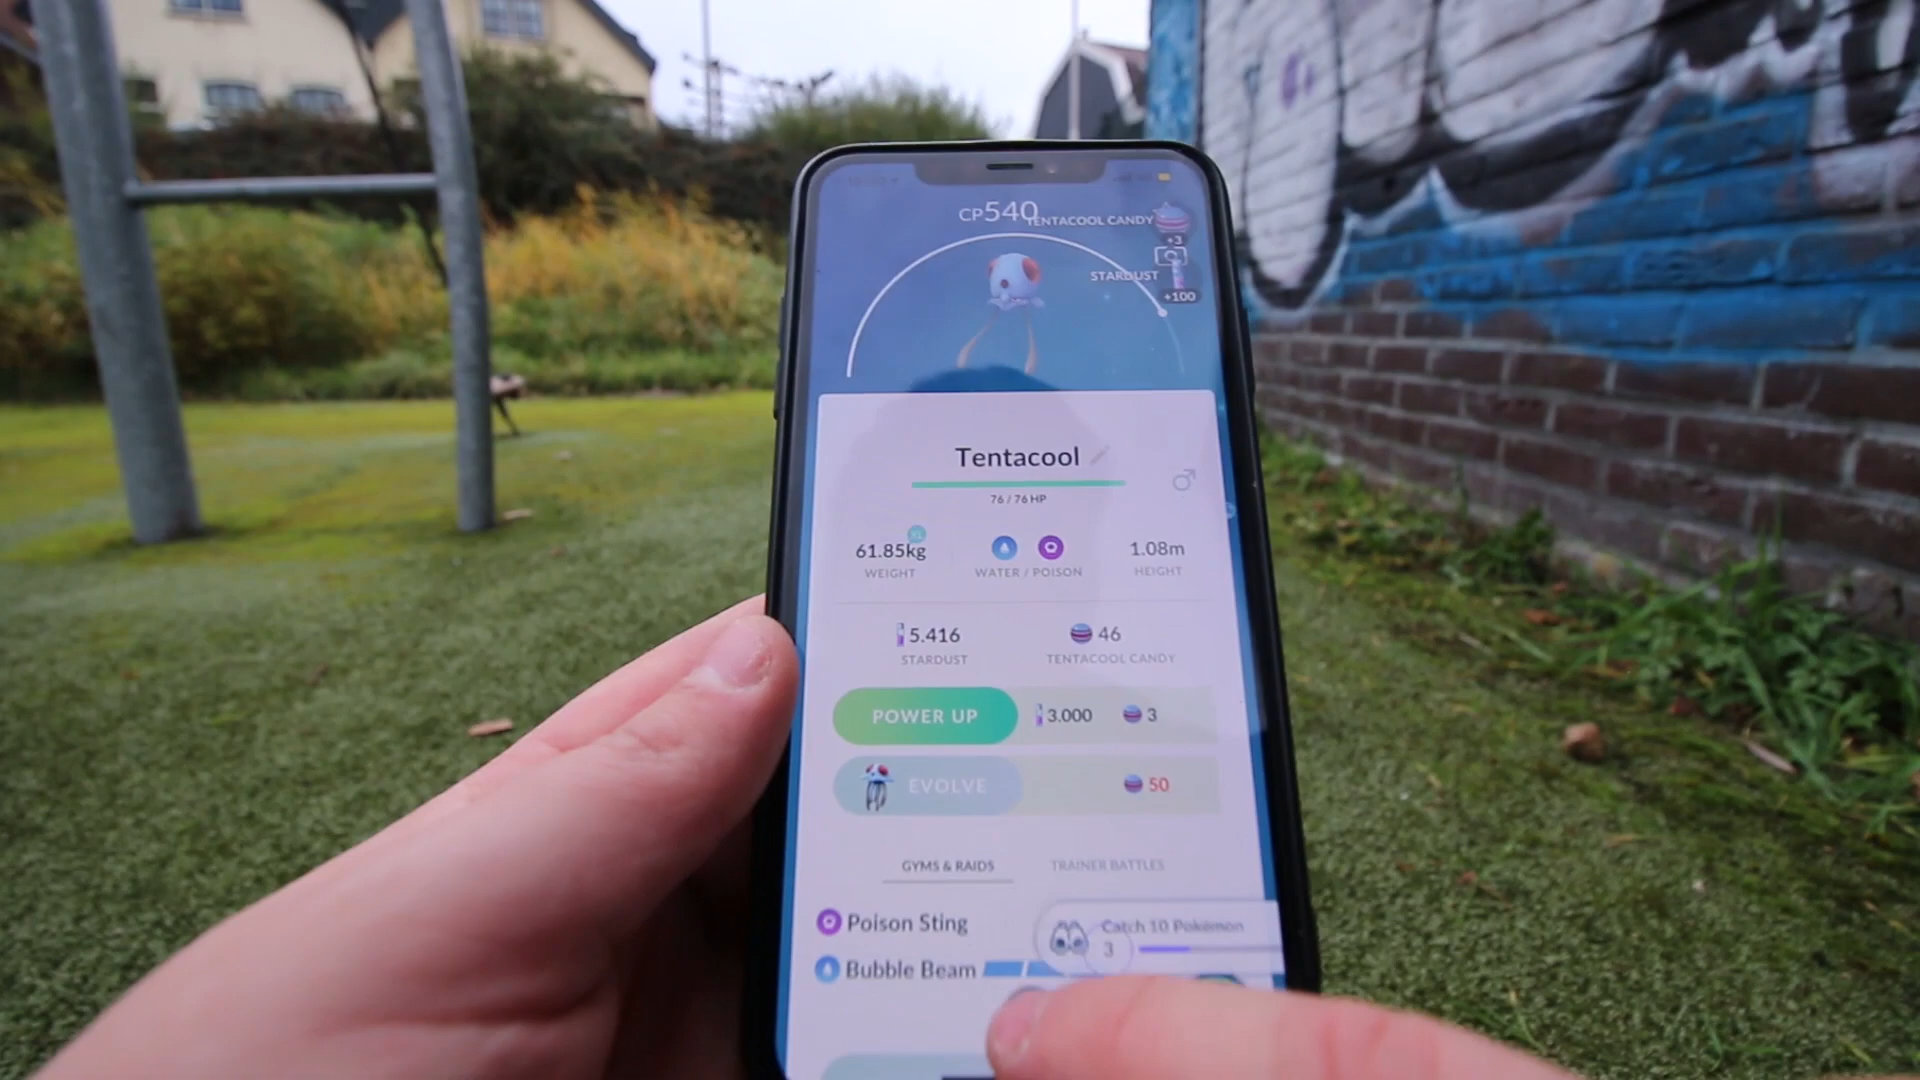 CP540
TENTACOOL CANDY
+3
STARDUST
+100
Tentacool
76 / 76 HP
XL
61.85kg
WEIGHT
WATER / POISON
1.08m
HEIGHT
5.416
STARDUST
46
TENTACOOL CANDY
POWER UP
3.000
3
EVOLVE
50
GYMS & RAIDS
TRAINER BATTLES
Poison Sting
Catch 10 Pokémon
3
Bubble Beam